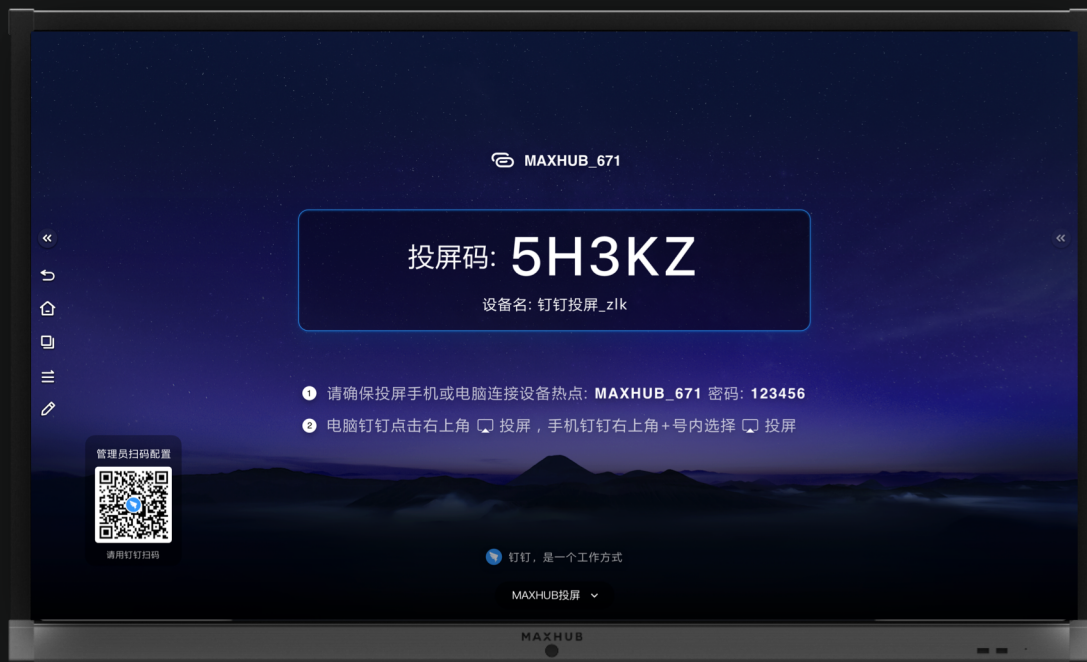 MAXHUB_671
投屏码: 5H3KZ
设备名: 钉钉投屏_zlk
1 请确保投屏手机或电脑连接设备热点: MAXHUB_671 密码: 123456
2 电脑钉钉点击右上角 投屏，手机钉钉右上角+号内选择 投屏
管理员扫码配置
请用钉钉扫码
钉钉，是一个工作方式
MAXHUB投屏
MAXHUB